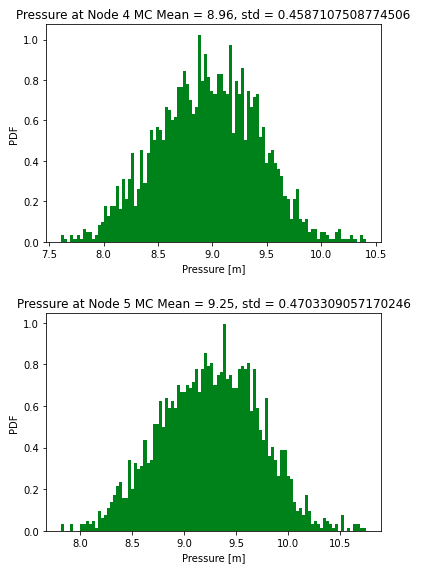 Pressure at Node 4 MC Mean = 8.96, std = 0.4587107508774506
1.0
0.8
0.6
0.4
0.2
0.0
PDF
7.5 8.0 8.5 9.0 9.5 10.0 10.5
Pressure [m]
Pressure at Node 5 MC Mean = 9.25, std = 0.4703309057170246
1.0
0.8
0.6
0.4
0.2
0.0
PDF
8.0 8.5 9.0 9.5 10.0 10.5
Pressure [m]